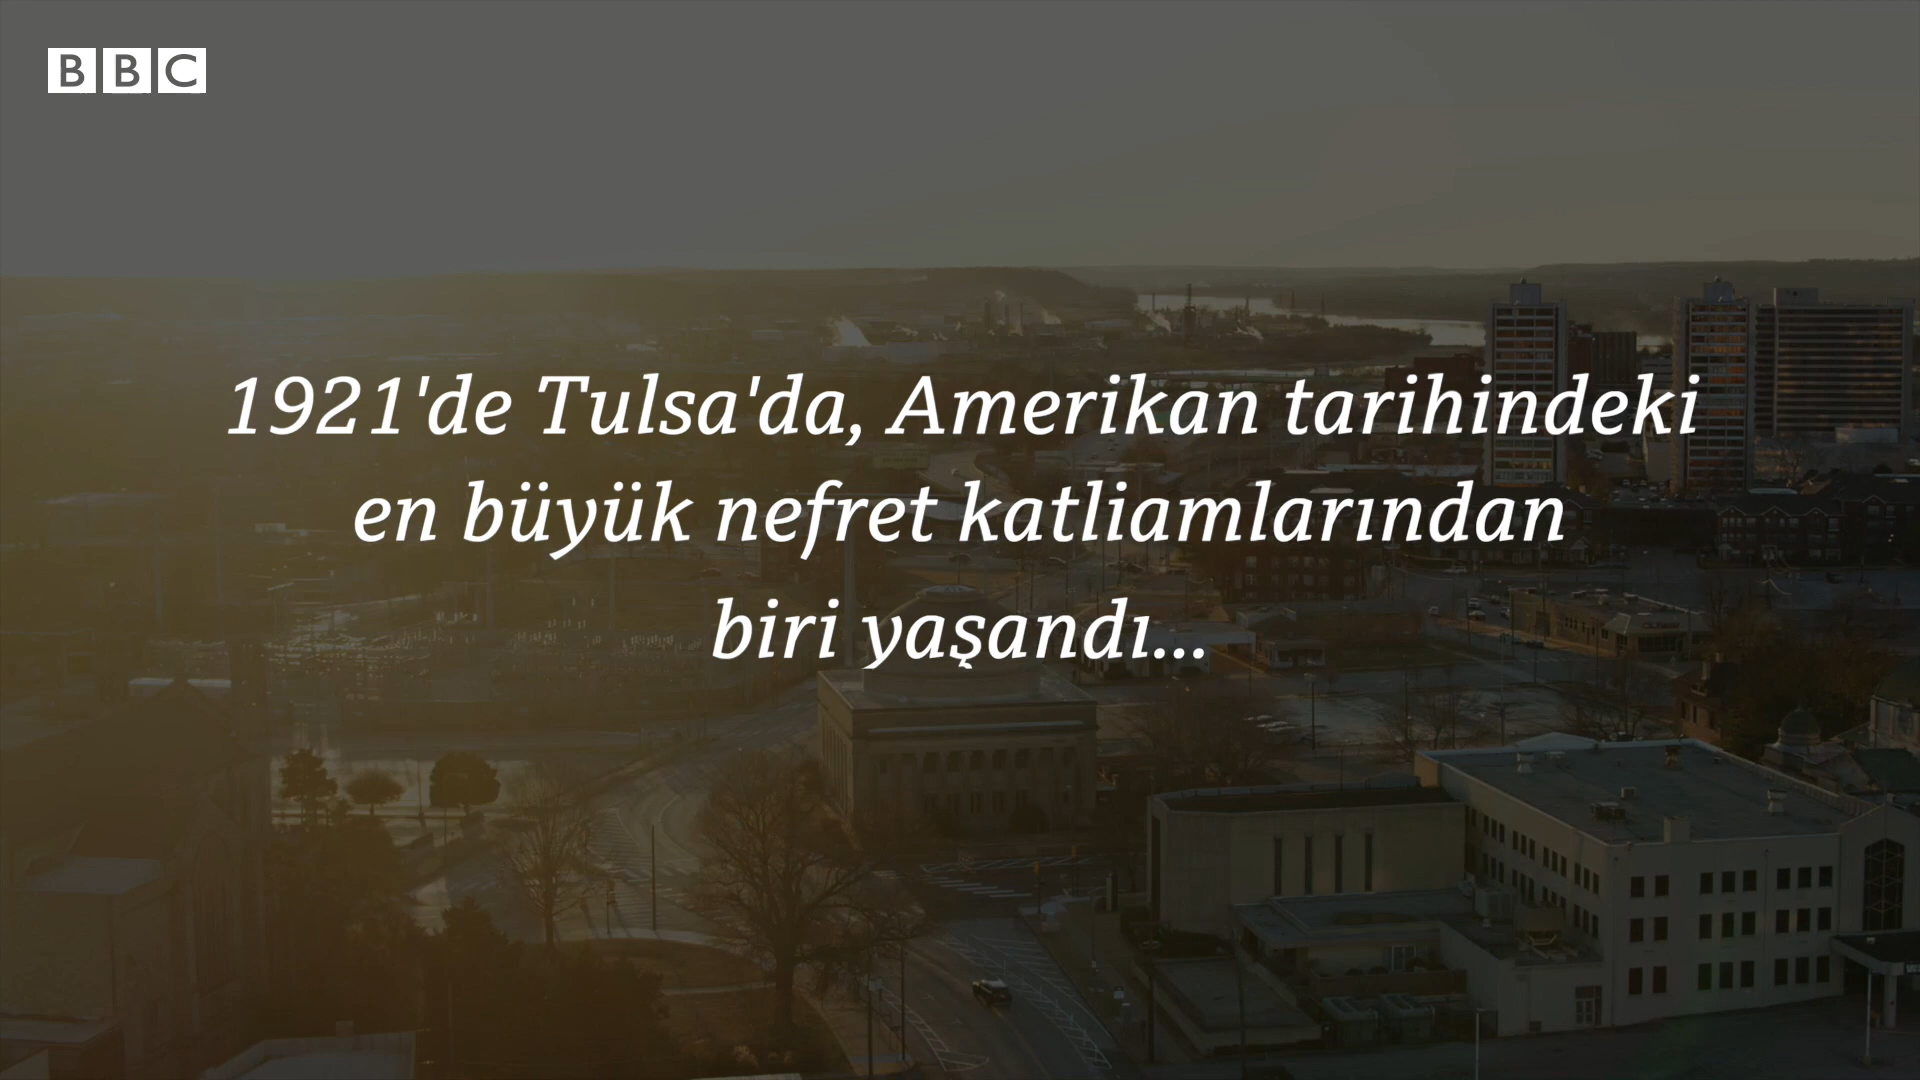 BBC
1921'de Tulsa'da, Amerikan tarihindeki
en büyük nefret katliamlarından
biri yaşandı...